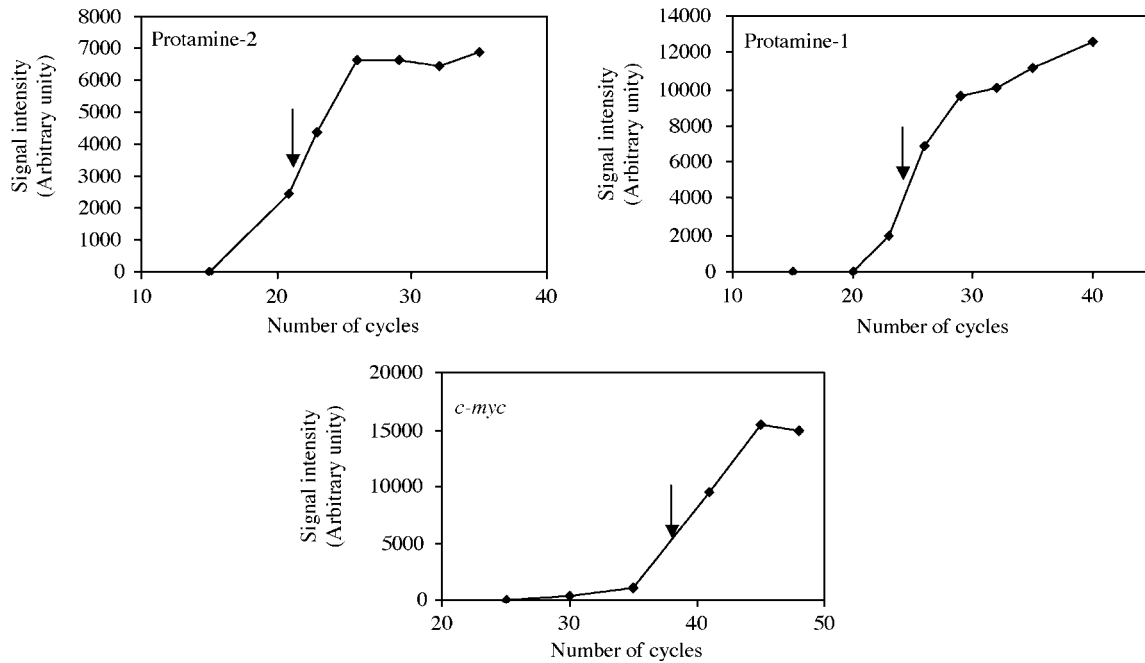 Protamine-2
Signal intensity
(Arbitrary unity)
8000
7000
6000
5000
4000
3000
2000
1000
0
10 20 30 40
Number of cycles
Protamine-1
Signal intensity
(Arbitrary unity)
14000
12000
10000
8000
6000
4000
2000
0
10 20 30 40
Number of cycles
c-myc
Signal intensity
(Arbitrary unity)
20000
15000
10000
5000
0
20 30 40 50
Number of cycles